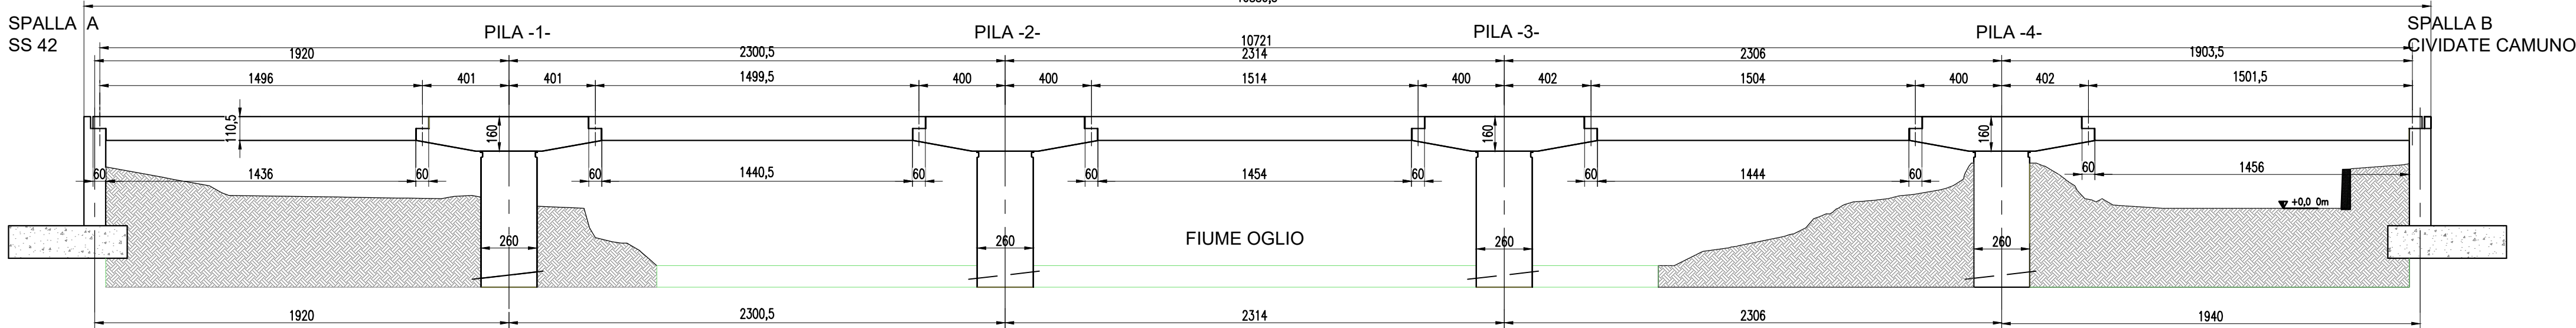 SPALLA A
SS 42
PILA -1-
PILA -2-
PILA -3-
PILA -4-
SPALLA B
CIVIDATE CAMUNO
10721
1920 2300,5 2314 2306 1903,5
1496 401 401 1499,5 400 400 1514 400 402 1504 400 402 1501,5
110,5 160 160 160 160
60 1436 60 60 1440,5 60 60 1454 60 60 1444 60 60 1456
+0,0 0m
260 260 FIUME OGLIO 260 260
1920 2300,5 2314 2306 1940